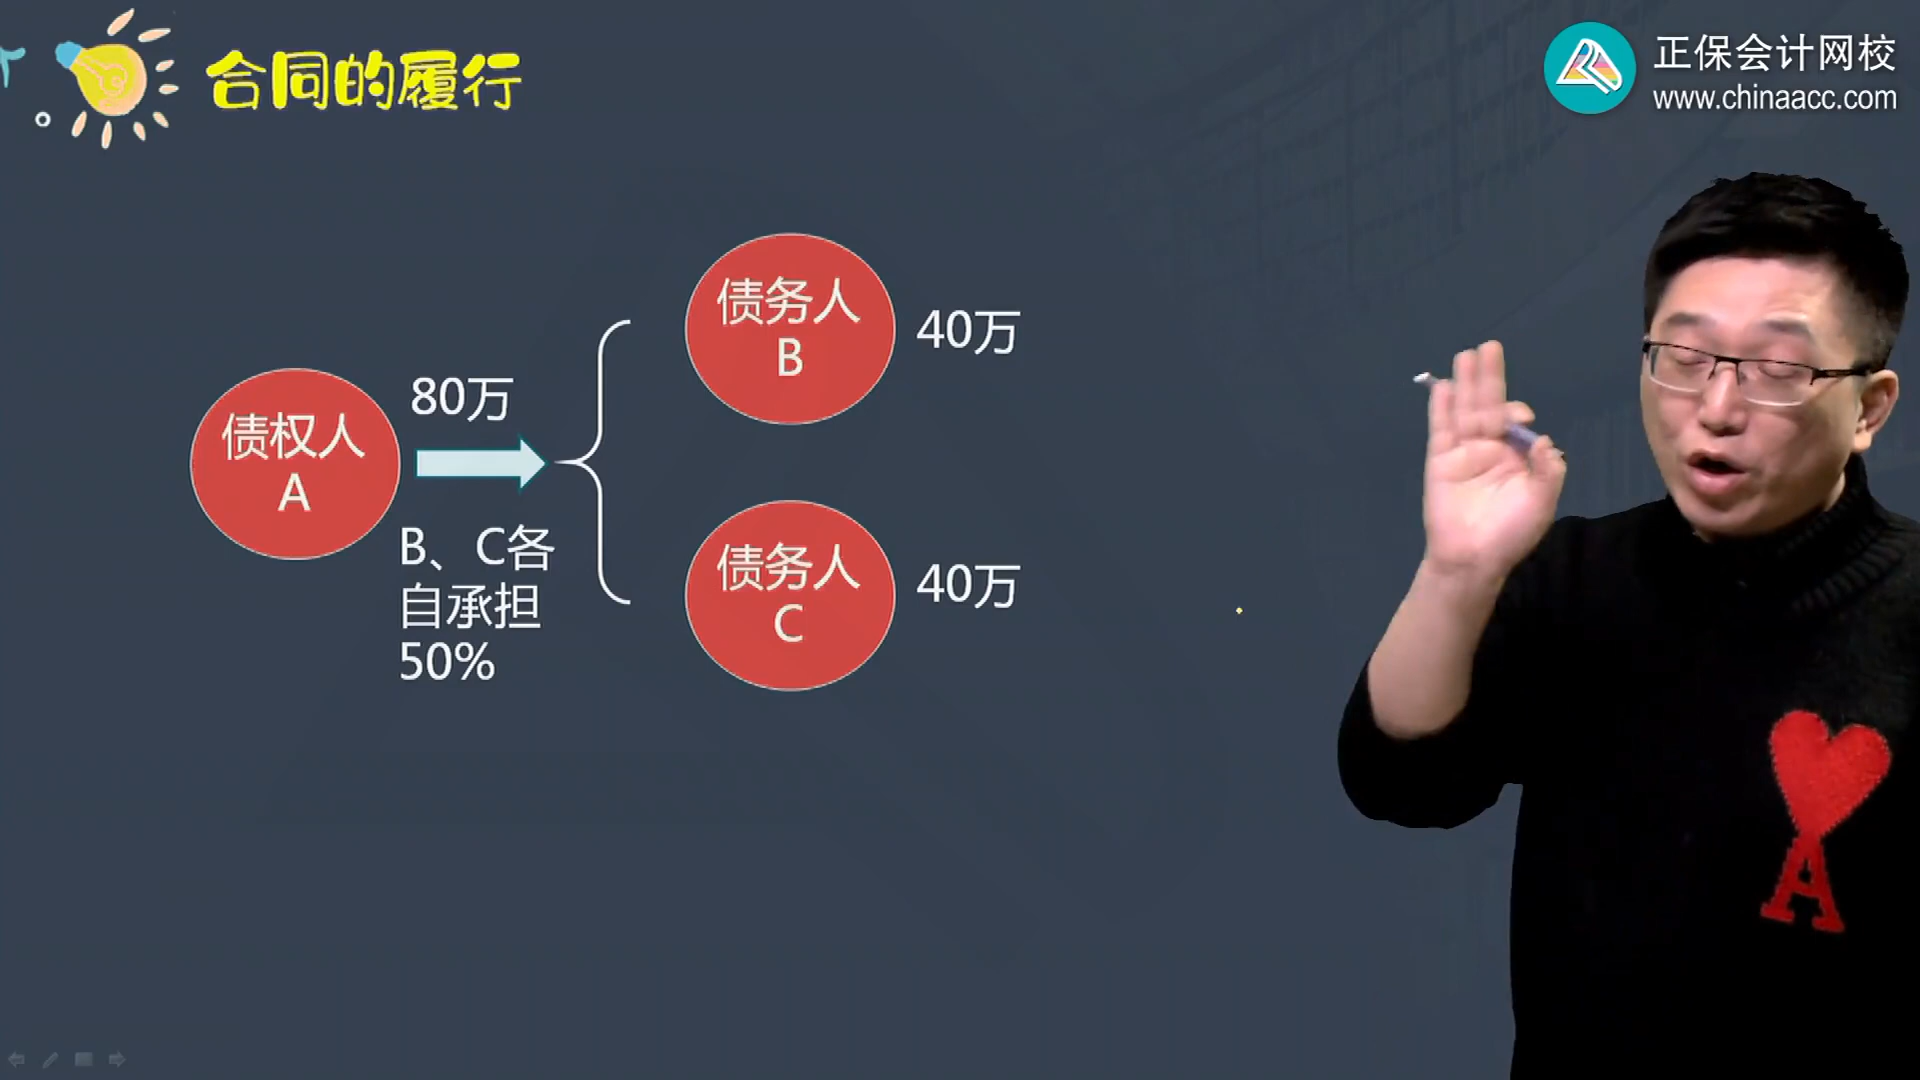 合同的履行
正保会计网校
www.chinaacc.com
债权人
A
80万
B、C各
自承担
50%
债务人
B
40万
债务人
C
40万
A